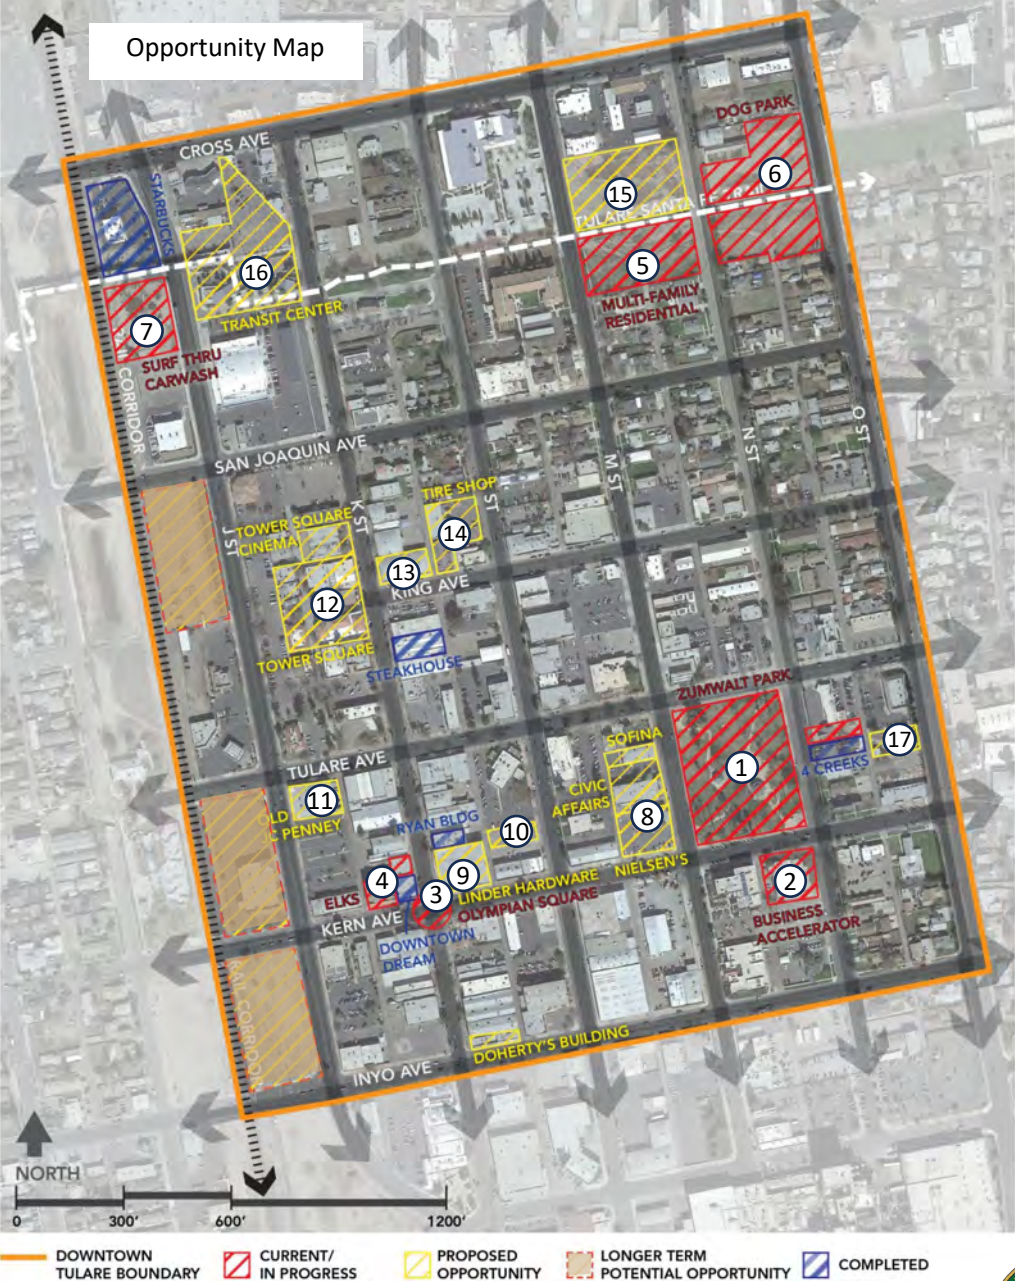 Opportunity Map
CROSS AVE
DOG PARK
6
15
TULARE SANTA FE TRAIL
STARBUCKS
16
TRANSIT CENTER
5
MULTI-FAMILY
RESIDENTIAL
7
SURF THRU
CARWASH
CORRIDOR
SAN JOAQUIN AVE
J ST
K ST
L ST
M ST
N ST
O ST
TIRE SHOP
14
TOWER SQUARE
CINEMA
13
KING AVE
12
TOWER SQUARE
STEAKHOUSE
ZUMWALT PARK
1
17
4 CREEKS
TULARE AVE
SOFINA
CIVIC
AFFAIRS
8
NIELSEN'S
11
OLD
JC PENNEY
RYAN BLDG
10
9
LINDER HARDWARE
4
3
ELKS
OLYMPIAN SQUARE
KERN AVE
DOWNTOWN
DREAM
2
BUSINESS
ACCELERATOR
RAIL CORRIDOR
DOHERTY'S BUILDING
INYO AVE
NORTH
0 300' 600' 1200'
DOWNTOWN
TULARE BOUNDARY
CURRENT/
IN PROGRESS
PROPOSED
OPPORTUNITY
LONGER TERM
POTENTIAL OPPORTUNITY
COMPLETED